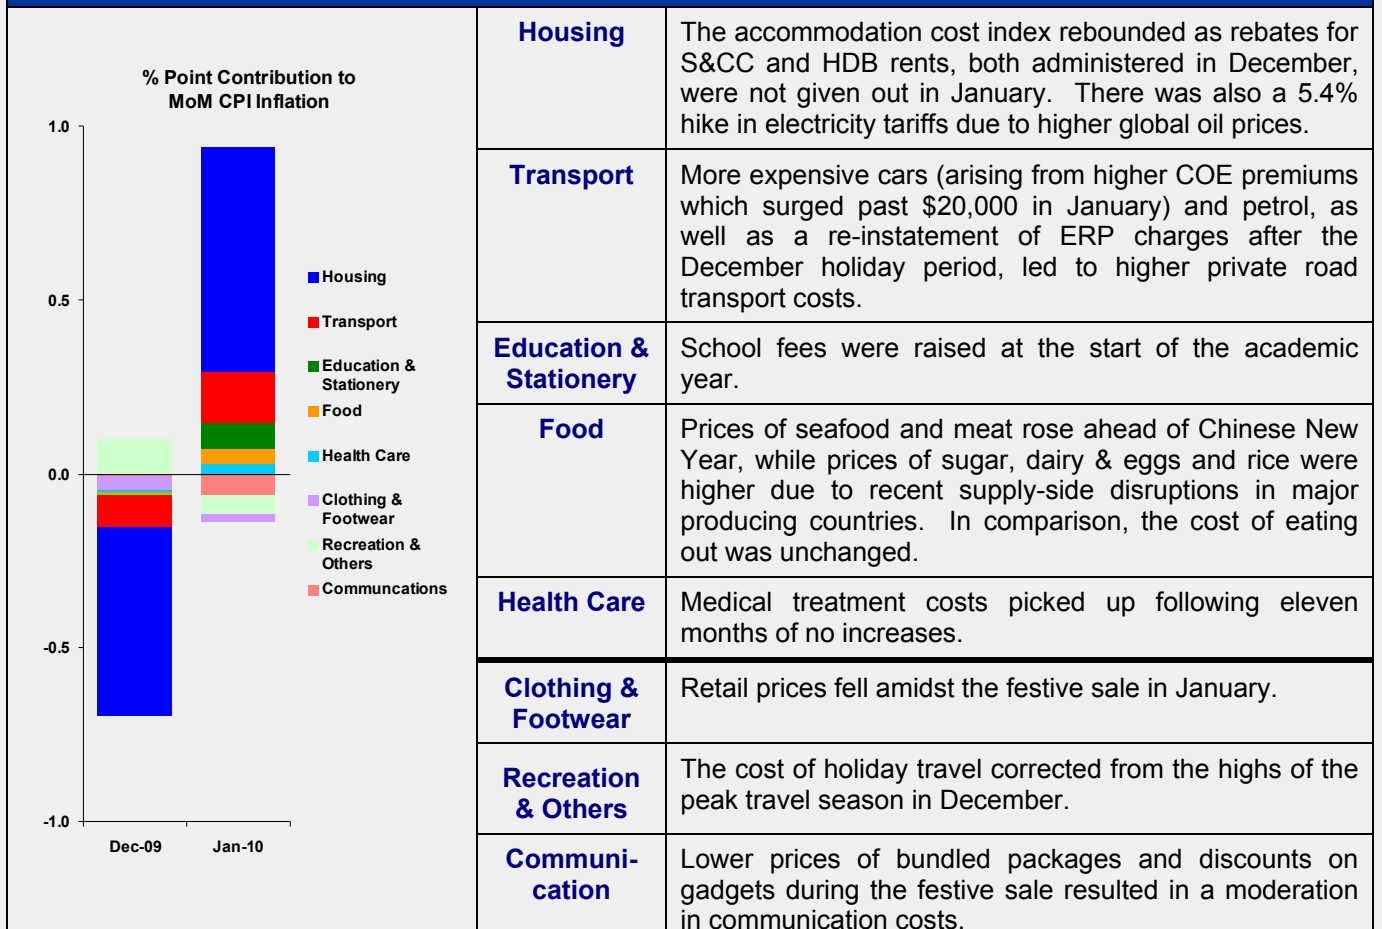 % Point Contribution to
MoM CPI Inflation
1.0
0.5
0.0
-0.5
-1.0
Dec-09
Jan-10
Housing
Transport
Education &
Stationery
Food
Health Care
Clothing &
Footwear
Recreation &
Others
Communcations
Housing
The accommodation cost index rebounded as rebates for
S&CC and HDB rents, both administered in December,
were not given out in January. There was also a 5.4%
hike in electricity tariffs due to higher global oil prices.
Transport
More expensive cars (arising from higher COE premiums
which surged past $20,000 in January) and petrol, as
well as a re-instatement of ERP charges after the
December holiday period, led to higher private road
transport costs.
Education &
Stationery
School fees were raised at the start of the academic
year.
Food
Prices of seafood and meat rose ahead of Chinese New
Year, while prices of sugar, dairy & eggs and rice were
higher due to recent supply-side disruptions in major
producing countries. In comparison, the cost of eating
out was unchanged.
Health Care
Medical treatment costs picked up following eleven
months of no increases.
Clothing &
Footwear
Retail prices fell amidst the festive sale in January.
Recreation
& Others
The cost of holiday travel corrected from the highs of the
peak travel season in December.
Communi-
cation
Lower prices of bundled packages and discounts on
gadgets during the festive sale resulted in a moderation
in communication costs.